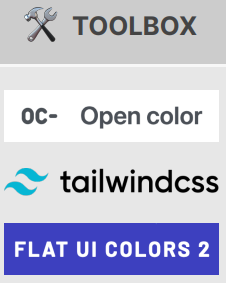 TOOLBOX
OC- Open color
tailwindcss
FLAT UI COLORS 2